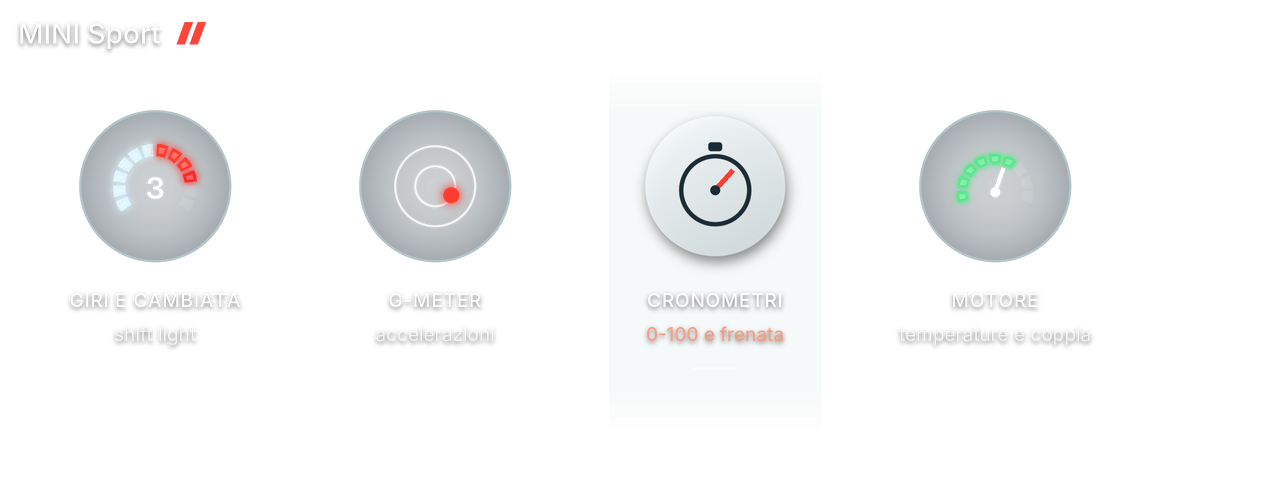 MINI Sport
3
GIRI E CAMBIATA
shift light
G-METER
accelerazioni
CRONOMETRI
0-100 e frenata
MOTORE
temperature e coppia